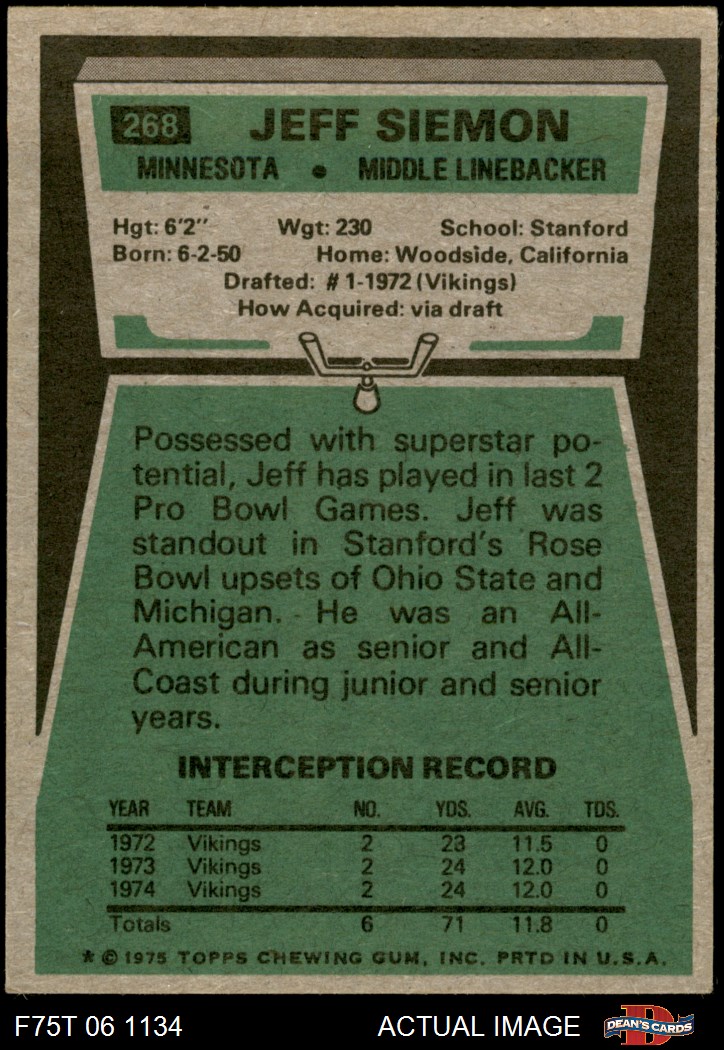 268 JEFF SIEMON
MINNESOTA • MIDDLE LINEBACKER
Hgt: 6'2" Wgt: 230 School: Stanford
Born: 6-2-50 Home: Woodside, California
Drafted: #1-1972 (Vikings)
How Acquired: via draft
Possessed with superstar po-
tential, Jeff has played in last 2
Pro Bowl Games. Jeff was
standout in Stanford's Rose
Bowl upsets of Ohio State and
Michigan. He was an All-
American as senior and All-
Coast during junior and senior
years.
INTERCEPTION RECORD
YEAR TEAM NO. YDS. AVG. TDS.
1972 Vikings 2 23 11.5 0
1973 Vikings 2 24 12.0 0
1974 Vikings 2 24 12.0 0
Totals 6 71 11.8 0
* © 1975 TOPPS CHEWING GUM, INC. PRTD IN U.S.A.
F75T 06 1134 ACTUAL IMAGE D DEAN'S CARDS